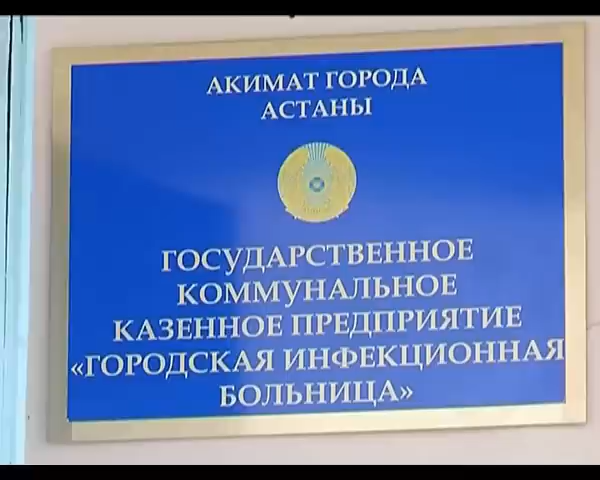 АКИМАТ ГОРОДА
АСТАНЫ
ГОСУДАРСТВЕННОЕ
КОММУНАЛЬНОЕ
КАЗЕННОЕ ПРЕДПРИЯТИЕ
«ГОРОДСКАЯ ИНФЕКЦИОННАЯ
БОЛЬНИЦА»